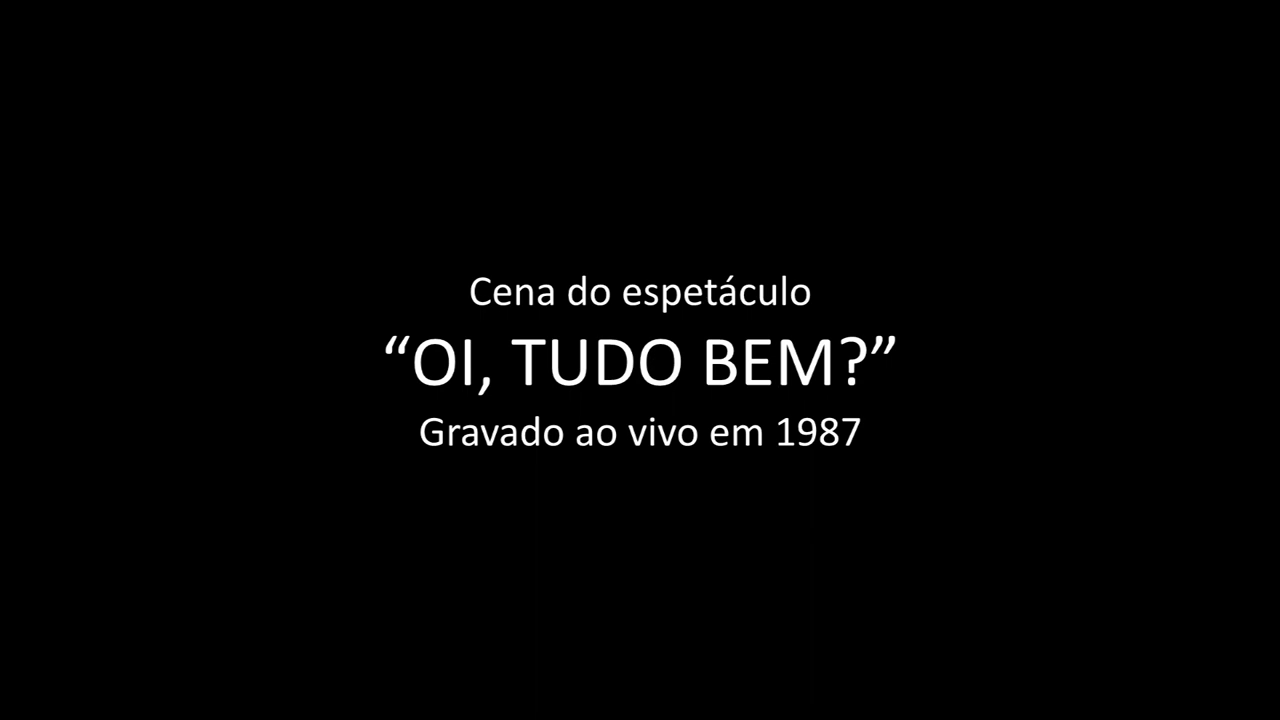 Cena do espetáculo
“OI, TUDO BEM?”
Gravado ao vivo em 1987